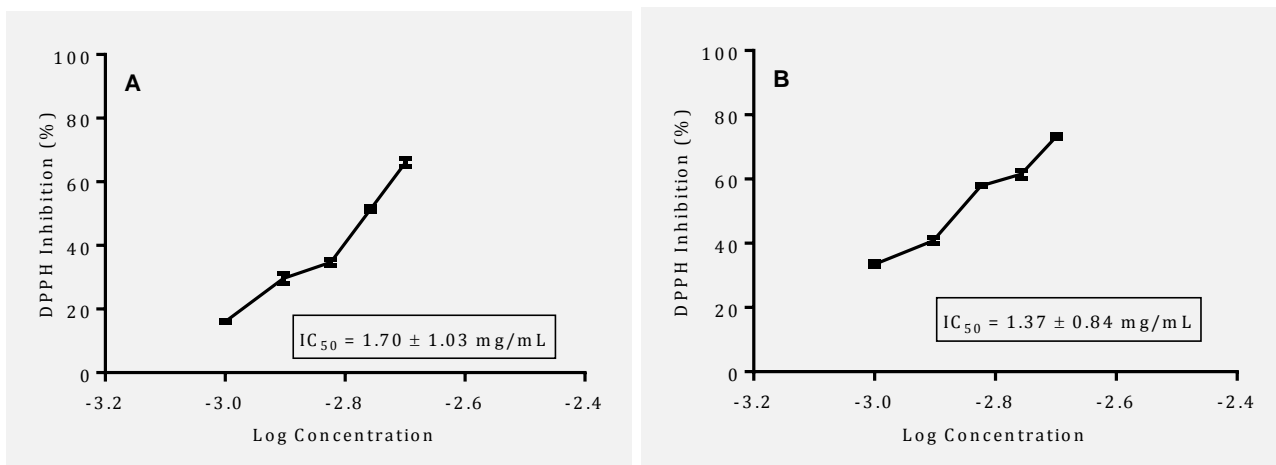 A
DPPH Inhibition (%)
100
80
60
40
20
0
IC50 = 1.70 ± 1.03 mg/mL
-3.2 -3.0 -2.8 -2.6 -2.4
Log Concentration
B
DPPH Inhibition (%)
100
80
60
40
20
0
IC50 = 1.37 ± 0.84 mg/mL
-3.2 -3.0 -2.8 -2.6 -2.4
Log Concentration